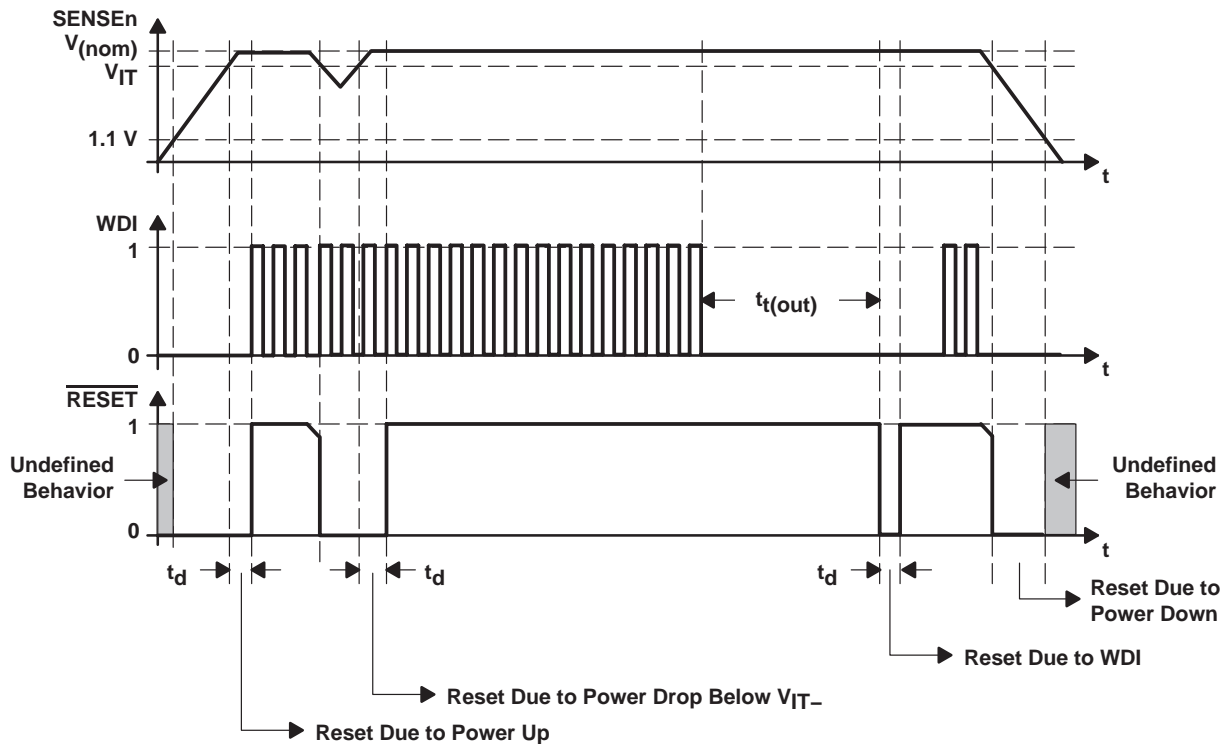 SENSEn
V(nom)
VIT
1.1 V
t
WDI
1
tt(out)
0
t
RESET
1
Undefined
Behavior
Undefined
Behavior
0
t
td
td
td
Reset Due to
Power Down
Reset Due to WDI
Reset Due to Power Drop Below VIT–
Reset Due to Power Up